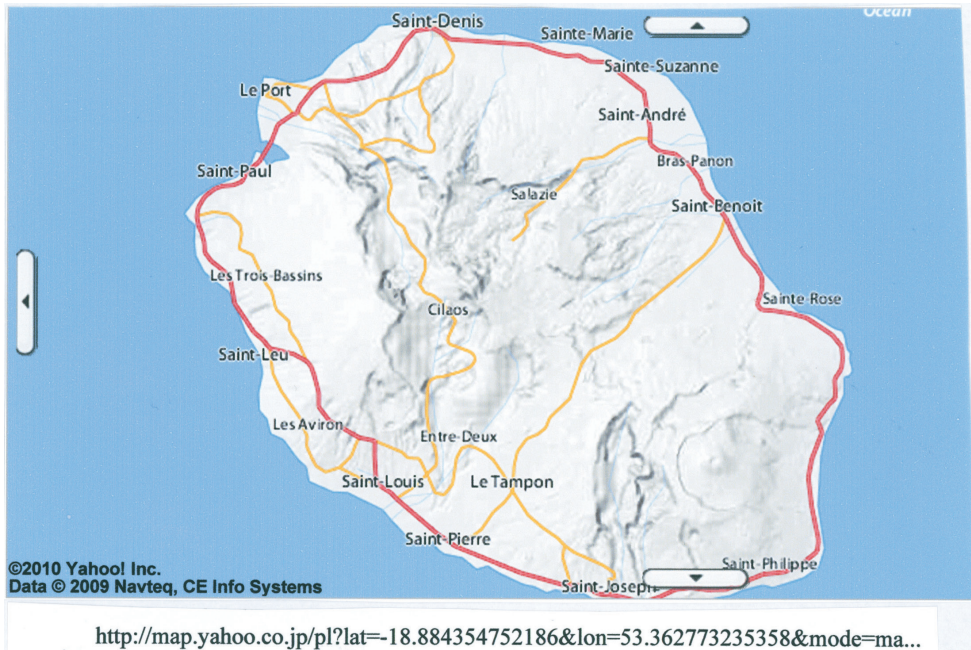 Ocean
Saint-Denis
Sainte-Marie
Sainte-Suzanne
Le Port
Saint-André
Bras-Panon
Saint-Paul
Salazie
Saint-Benoit
Les Trois-Bassins
Sainte-Rose
Cilaos
Saint-Leu
Les Aviron
Entre-Deux
Saint-Louis
Le Tampon
Saint-Pierre
Saint-Philippe
Saint-Joseph
©2010 Yahoo! Inc.
Data © 2009 Navteq, CE Info Systems
http://map.yahoo.co.jp/pl?lat=-18.884354752186&lon=53.362773235358&mode=ma...